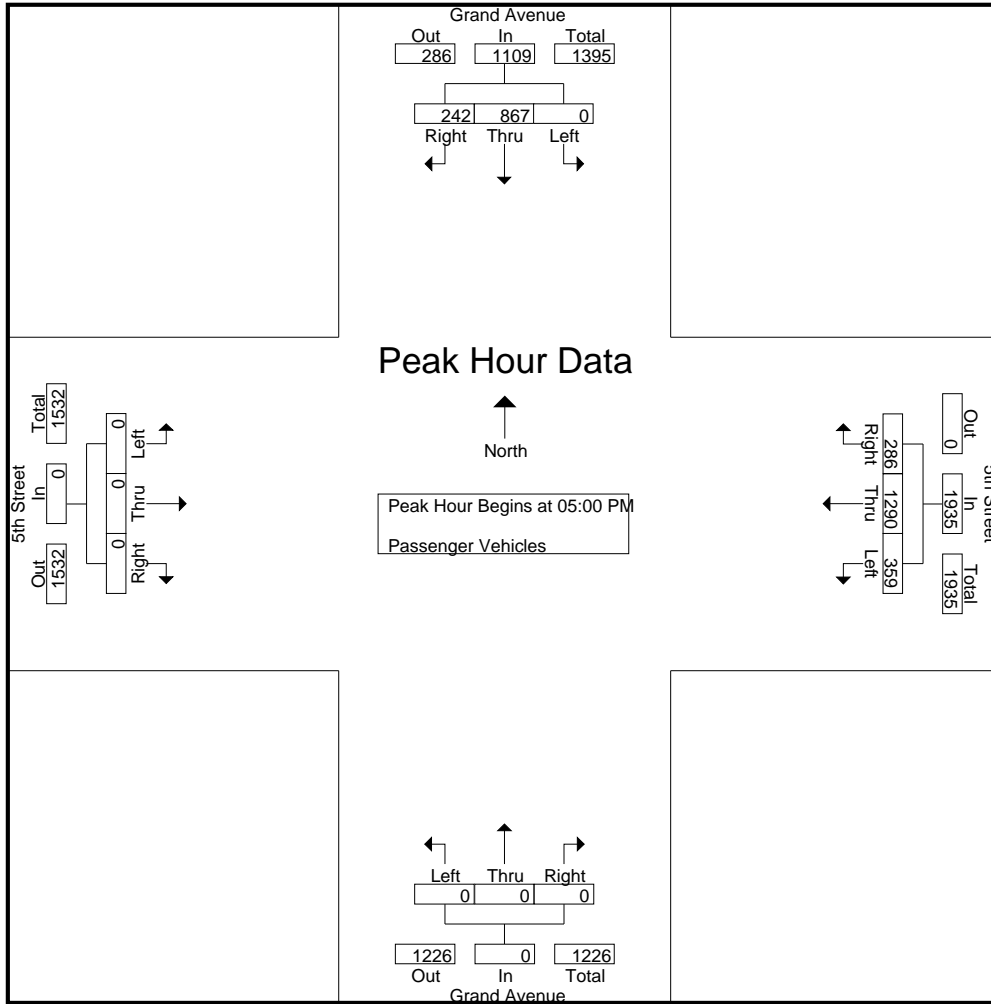 Grand Avenue
Out In Total
286 1109 1395
242 867 0
Right Thru Left
Peak Hour Data
North
Peak Hour Begins at 05:00 PM
Passenger Vehicles
5th Street
Total In Out
1532 0 1532
0 0 0
Left Thru Right
5th Street
Out In Total
0 1935 1935
286 1290 359
Right Thru Left
Left Thru Right
0 0 0
1226 0 1226
Out In Total
Grand Avenue